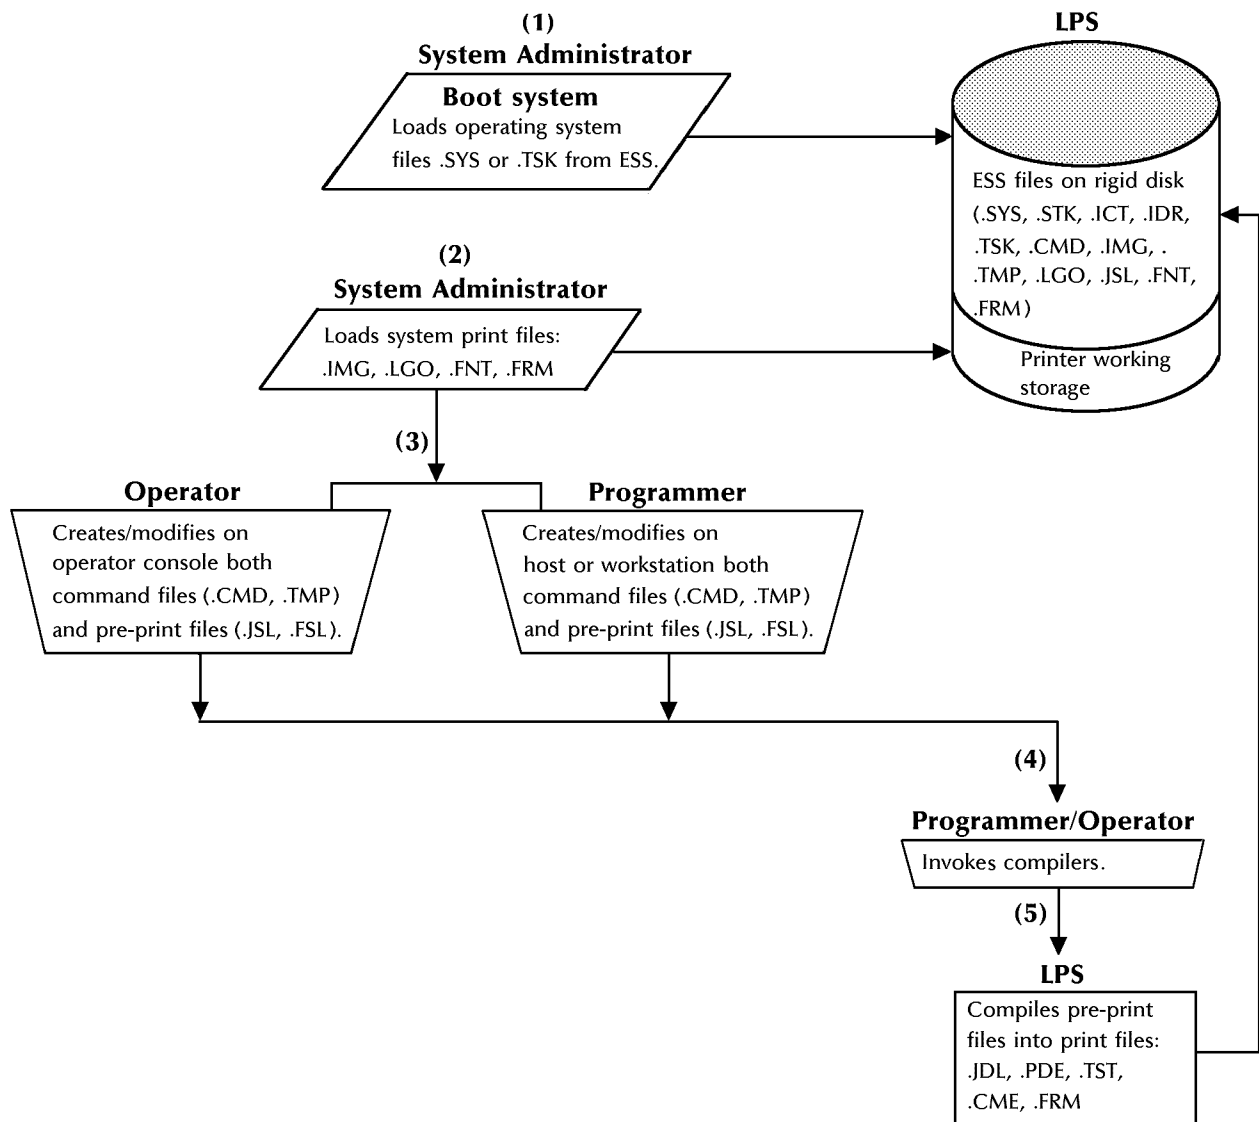 (1)
System Administrator
Boot system
Loads operating system
files .SYS or .TSK from ESS.
LPS
ESS files on rigid disk
(.SYS, .STK, .ICT, .IDR,
.TSK, .CMD, .IMG, .
.TMP, .LGO, .JSL, .FNT,
.FRM)
Printer working
storage
(2)
System Administrator
Loads system print files:
.IMG, .LGO, .FNT, .FRM
(3)
Operator
Creates/modifies on
operator console both
command files (.CMD, .TMP)
and pre-print files (.JSL, .FSL).
Programmer
Creates/modifies on
host or workstation both
command files (.CMD, .TMP)
and pre-print files (.JSL, .FSL).
(4)
Programmer/Operator
Invokes compilers.
(5)
LPS
Compiles pre-print
files into print files:
.JDL, .PDE, .TST,
.CME, .FRM